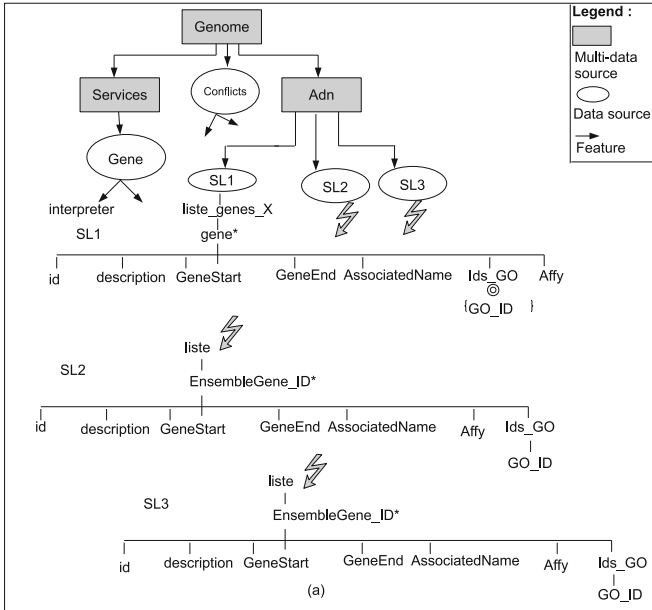 Genome
Legend :
Multi-data
source
Data source
Feature
Services
Conflicts
Adn
Gene
SL1
SL2
SL3
interpreter
liste_genes_X
SL1
gene*
id
description
GeneStart
GeneEnd
AssociatedName
Ids_GO
Affy
{GO_ID }
liste
SL2
EnsembleGene_ID*
id
description
GeneStart
GeneEnd
AssociatedName
Affy
Ids_GO
GO_ID
liste
SL3
EnsembleGene_ID*
id
description
GeneStart
GeneEnd
AssociatedName
Affy
Ids_GO
GO_ID
(a)